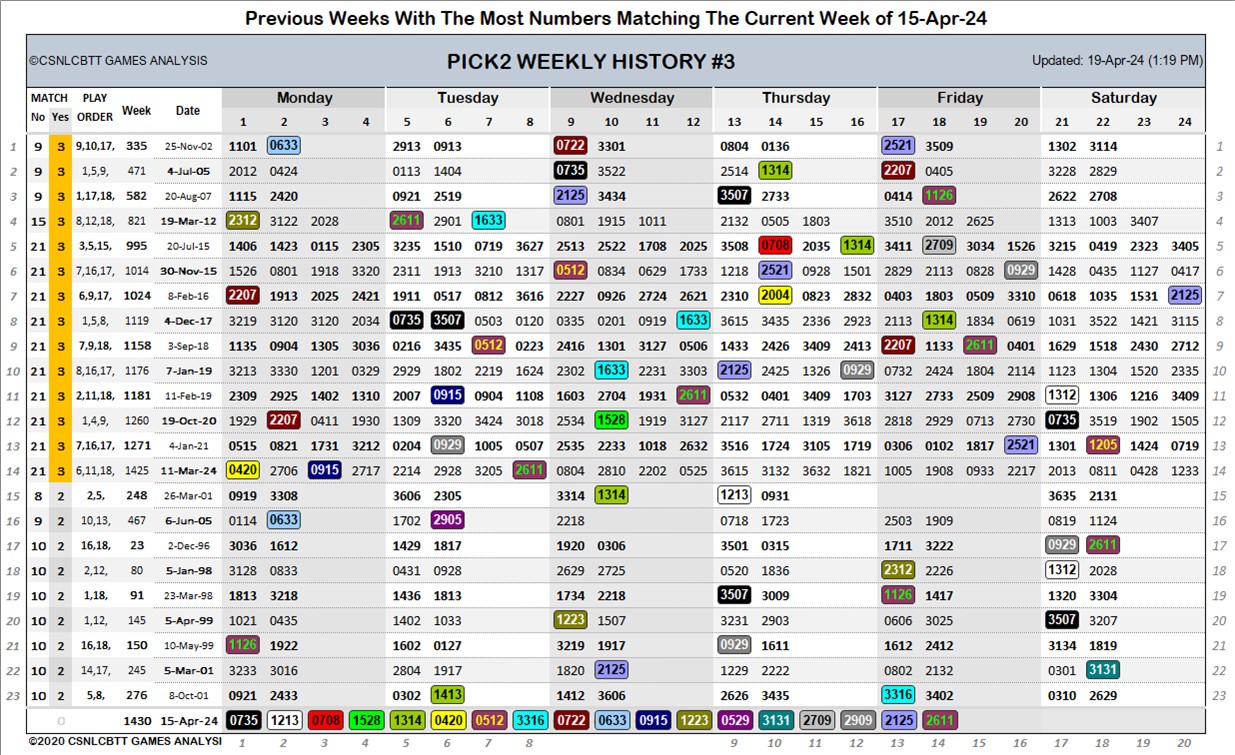 Previous Weeks With The Most Numbers Matching The Current Week of 15-Apr-24
©CSNLCBTT GAMES ANALYSIS PICK2 WEEKLY HISTORY #3 Updated: 19-Apr-24 (1:19 PM)
MATCH PLAY Week Date Monday Tuesday Wednesday Thursday Friday Saturday
No Yes ORDER 1 2 3 4 5 6 7 8 9 10 11 12 13 14 15 16 17 18 19 20 21 22 23 24
1 9 3 9,10,17, 335 25-Nov-02 1101 0633 2913 0913 0722 3301 0804 0136 2521 3509 1302 3114 1
2 9 3 1,5,9, 471 4-Jul-05 2012 0424 0113 1404 0735 3522 2514 1314 2207 0405 3228 2829 2
3 9 3 1,17,18, 582 20-Aug-07 1115 2420 0921 2519 2125 3434 3507 2733 0414 1126 2622 2708 3
4 15 3 8,12,18, 821 19-Mar-12 2312 3122 2028 2611 2901 1633 0801 1915 1011 2132 0505 1803 3510 2012 2625 1313 0103 3407 4
5 21 3 3,5,15, 995 20-Jul-15 1406 1423 0115 2305 3235 1510 0719 3627 2513 2522 1708 2025 3508 0708 2035 1314 3411 2709 3034 1526 3215 0419 2323 3405 5
6 21 3 7,16,17, 1014 30-Nov-15 1526 0801 1918 3320 2311 1913 3210 1317 0512 0834 0629 1733 1218 2521 0928 1501 2829 2113 0828 0929 1428 0435 1127 0417 6
7 21 3 6,9,17, 1024 8-Feb-16 2207 1913 2025 2421 1911 0517 0812 3616 2227 0926 2724 2621 2310 2004 0823 2832 0403 1803 0509 3310 0618 1035 1531 2125 7
8 21 3 1,5,8, 1119 4-Dec-17 3219 3120 3120 2034 0735 3507 0505 0120 0335 0201 0919 1633 3615 3435 2336 2923 2113 1314 1834 0619 1031 3522 1421 3115 8
9 21 3 7,9,18, 1158 3-Sep-18 1135 0904 1305 3036 0216 3435 0512 0223 2416 1301 3127 0506 1433 2426 3409 2413 2207 1133 2611 0401 1629 1518 2430 2712 9
10 21 3 8,16,17, 1176 7-Jan-19 3213 3330 1201 0329 2929 1802 2219 1624 2302 1633 2231 3303 2125 2425 1326 0929 0732 2424 1804 2114 1123 1304 1520 2335 10
11 21 3 2,11,18, 1181 11-Feb-19 2309 2925 1402 1310 2007 0915 0904 1108 1603 2704 1931 2611 0532 0401 3409 1703 3127 2733 2509 2908 1312 1306 1216 3409 11
12 21 3 1,4,9, 1260 19-Oct-20 1929 2207 0411 1930 1309 3320 3424 3018 2534 1528 1919 3127 2117 2711 1319 3618 2818 2929 0713 2730 0735 3519 1902 1505 12
13 21 3 7,16,17, 1271 4-Jan-21 0515 0821 1731 3212 0204 0929 1005 0507 2535 2233 1018 2632 3516 1724 3105 1719 0306 0102 1817 2521 1301 1205 1424 0719 13
14 21 3 6,11,18, 1425 11-Mar-24 0420 2706 0915 2717 2214 2928 3205 2611 0804 2810 2202 0525 3615 3132 3632 1821 1005 1908 0933 2217 2013 0811 0428 1233 14
15 8 2 2,5, 248 26-Mar-01 0919 3308 3606 2305 3314 1314 1213 0931 3635 2131 15
16 9 2 10,13, 467 6-Jun-05 0114 0633 1702 2905 2218 0718 1723 2503 1909 0819 1124 16
17 10 2 16,18, 23 2-Dec-96 3036 1612 1429 1817 1920 0306 3501 0315 1711 3222 0929 2611 17
18 10 2 2,12, 80 5-Jan-98 3128 0833 0431 0928 2629 2725 0520 1836 2312 2226 1312 2028 18
19 10 2 1,18, 91 23-Mar-98 1813 3218 1436 1813 1734 2218 3507 3009 1126 1417 1320 3304 19
20 10 2 1,12, 145 5-Apr-99 1021 0435 1402 1033 1223 1507 3231 2903 0606 3025 3507 3207 20
21 10 2 16,18, 150 10-May-99 1126 1922 1602 0127 3219 1917 0929 1611 1612 2412 3134 1819 21
22 10 2 14,17, 245 5-Mar-01 3233 3016 2804 1917 1820 2125 1229 2222 0802 2132 0301 3131 22
23 10 2 5,8, 276 8-Oct-01 0921 2433 0302 1413 1412 3606 2626 3435 3316 3402 0310 2629 23
0 1430 15-Apr-24 0735 1213 0708 1528 1314 0420 0512 3316 0722 0633 0915 1223 0529 3131 2709 2909 2125 2611
©2020 CSNLCBTT GAMES ANALYSI 1 2 3 4 5 6 7 8 9 10 11 12 13 14 15 16 17 18 19 20